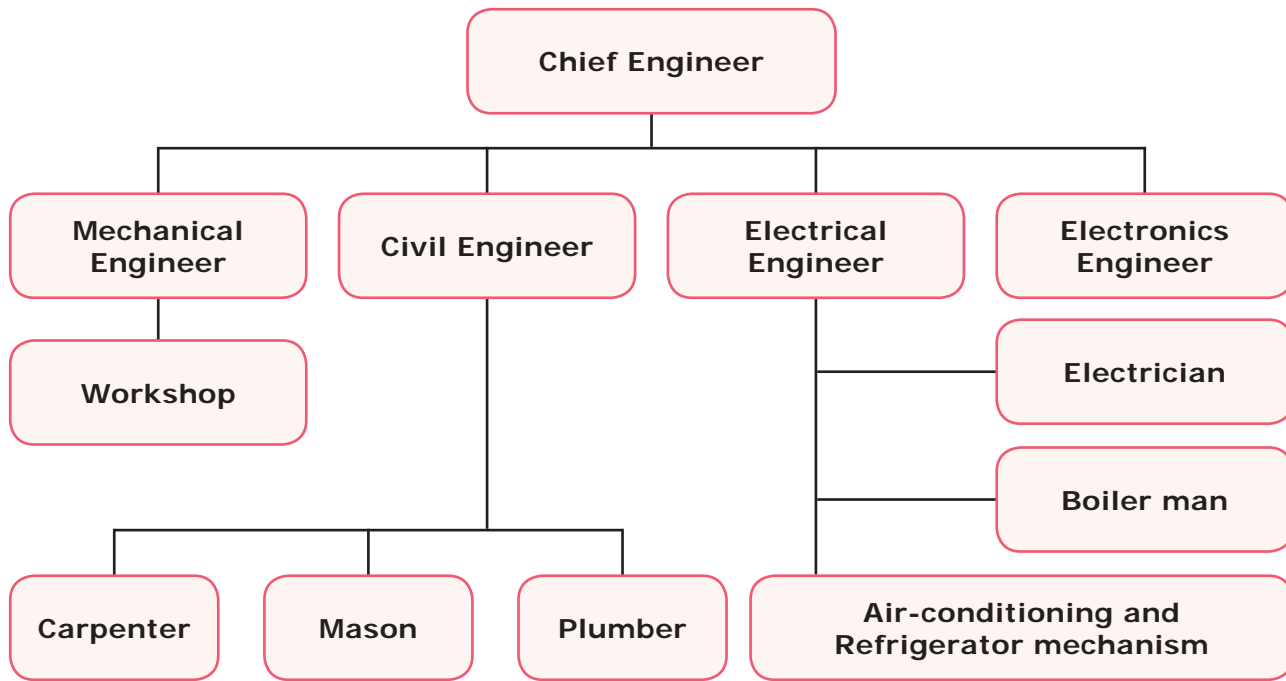 Chief Engineer
Mechanical
Engineer
Civil Engineer
Electrical
Engineer
Electronics
Engineer
Workshop
Electrician
Boiler man
Carpenter
Mason
Plumber
Air-conditioning and
Refrigerator mechanism